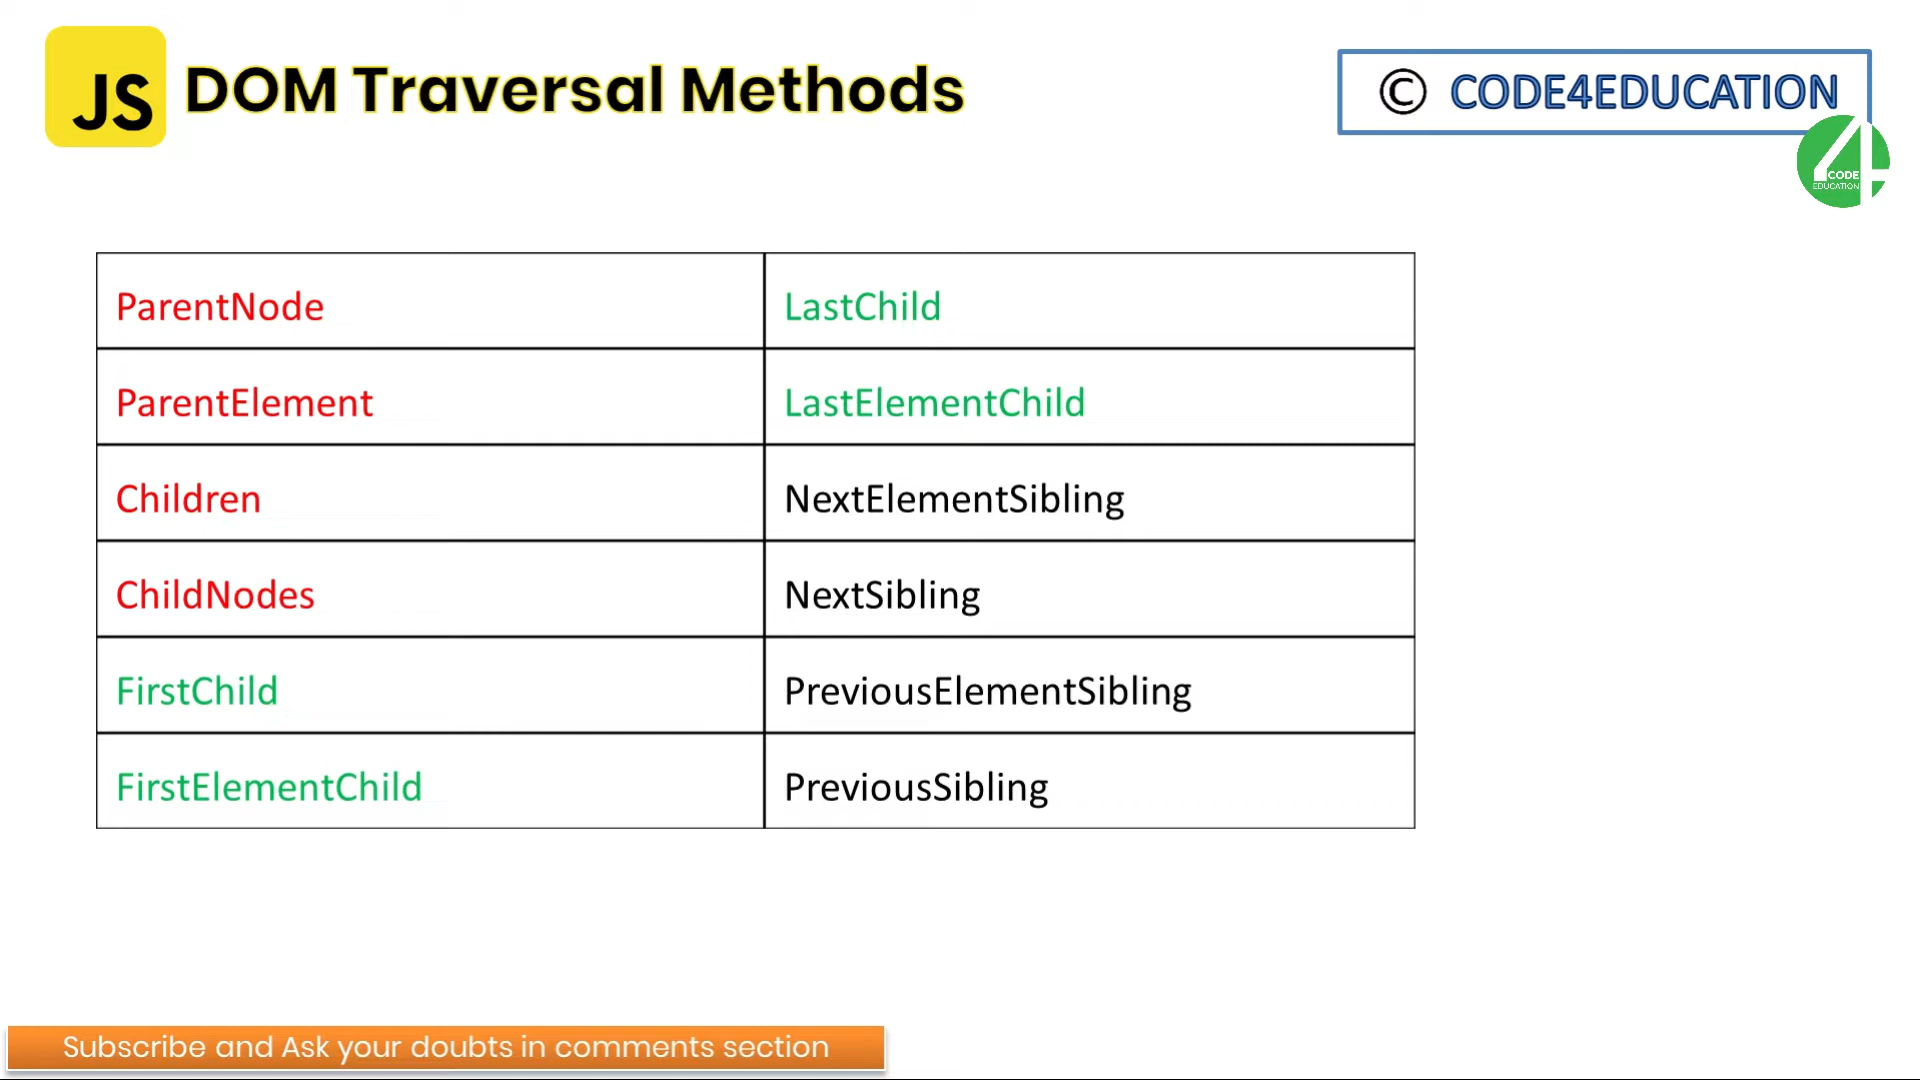 JS DOM Traversal Methods
© CODE4EDUCATION
4
CODE
EDUCATION
ParentNode LastChild
ParentElement LastElementChild
Children NextElementSibling
ChildNodes NextSibling
FirstChild PreviousElementSibling
FirstElementChild PreviousSibling
Subscribe and Ask your doubts in comments section